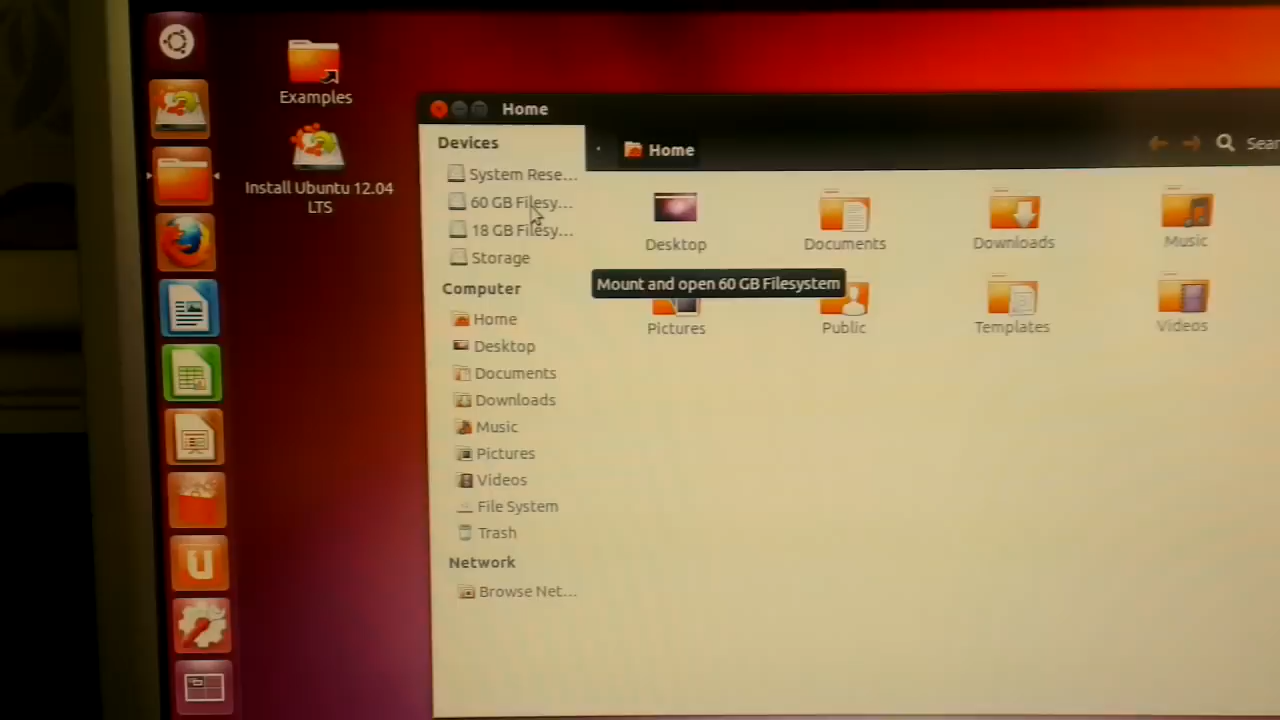 Examples
Install Ubuntu 12.04
LTS
Home
Devices
System Rese...
60 GB Filesy...
18 GB Filesy...
Storage
Computer
Home
Desktop
Documents
Downloads
Music
Pictures
Videos
File System
Trash
Network
Browse Net...
Home
Sear
Desktop
Documents
Downloads
Music
Mount and open 60 GB Filesystem
Pictures
Public
Templates
Videos